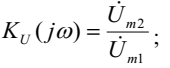 K_U (jω) = U̇_m2 / U̇_m1 ;